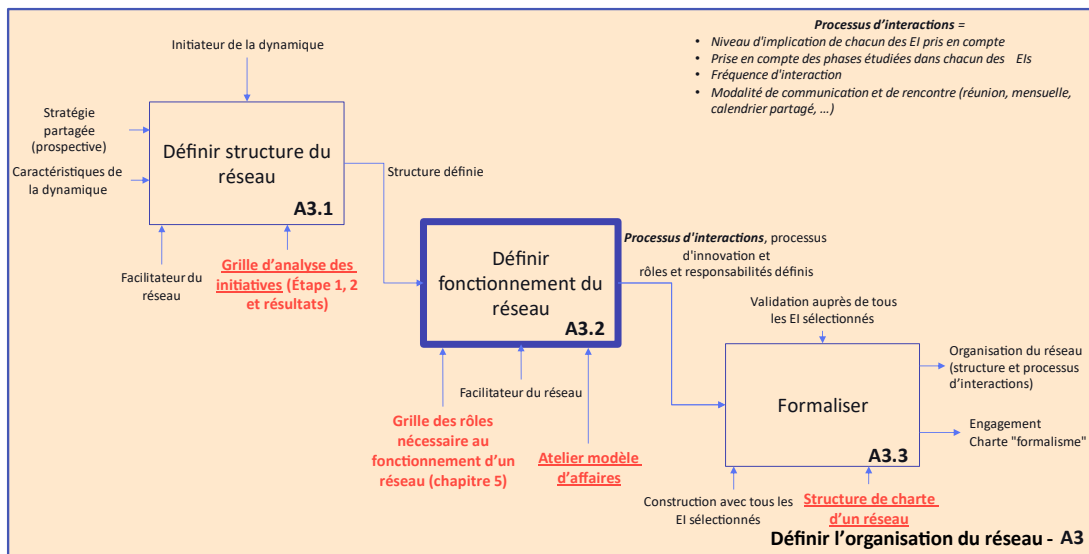 Initiateur de la dynamique
Processus d'interactions =
• Niveau d'implication de chacun des EI pris en compte
• Prise en compte des phases étudiées dans chacun des EIs
• Fréquence d'interaction
• Modalité de communication et de rencontre (réunion, mensuelle,
calendrier partagé, ...)
Stratégie
partagée
(prospective)
Caractéristiques de
la dynamique
Définir structure du
réseau
A3.1
Structure définie
Facilitateur du
réseau
Grille d'analyse des
initiatives (Étape 1, 2
et résultats)
Définir
fonctionnement du
réseau
A3.2
Processus d'interactions, processus
d'innovation et
rôles et responsabilités définis
Facilitateur du réseau
Grille des rôles
nécessaire au
fonctionnement d'un
réseau (chapitre 5)
Atelier modèle
d'affaires
Validation auprès de tous
les EI sélectionnés
Formaliser
A3.3
Organisation du réseau
(structure et processus
d'interactions)
Engagement
Charte "formalisme"
Construction avec tous les
EI sélectionnés
Structure de charte
d'un réseau
Définir l'organisation du réseau - A3